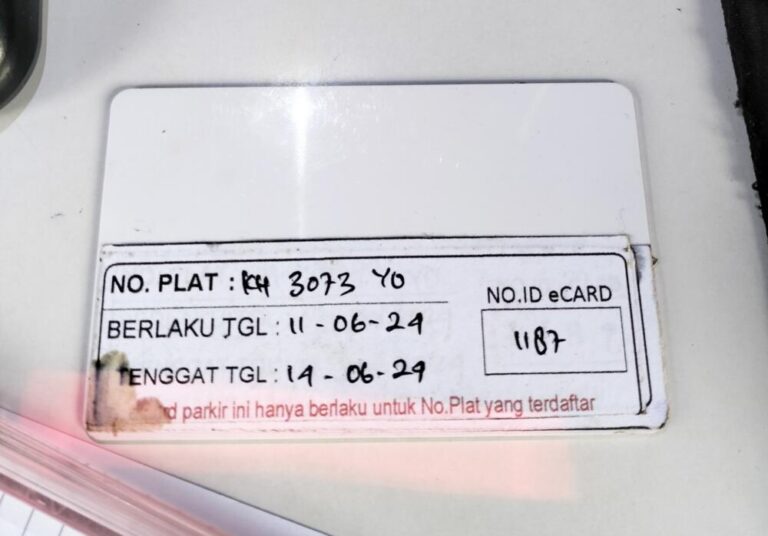 NO. PLAT : KH 3073 YO
NO.ID eCARD
BERLAKU TGL : 11 - 06 - 24
1187
TENGGAT TGL : 14 - 06 - 24
parkir ini hanya berlaku untuk No.Plat yang terdaftar